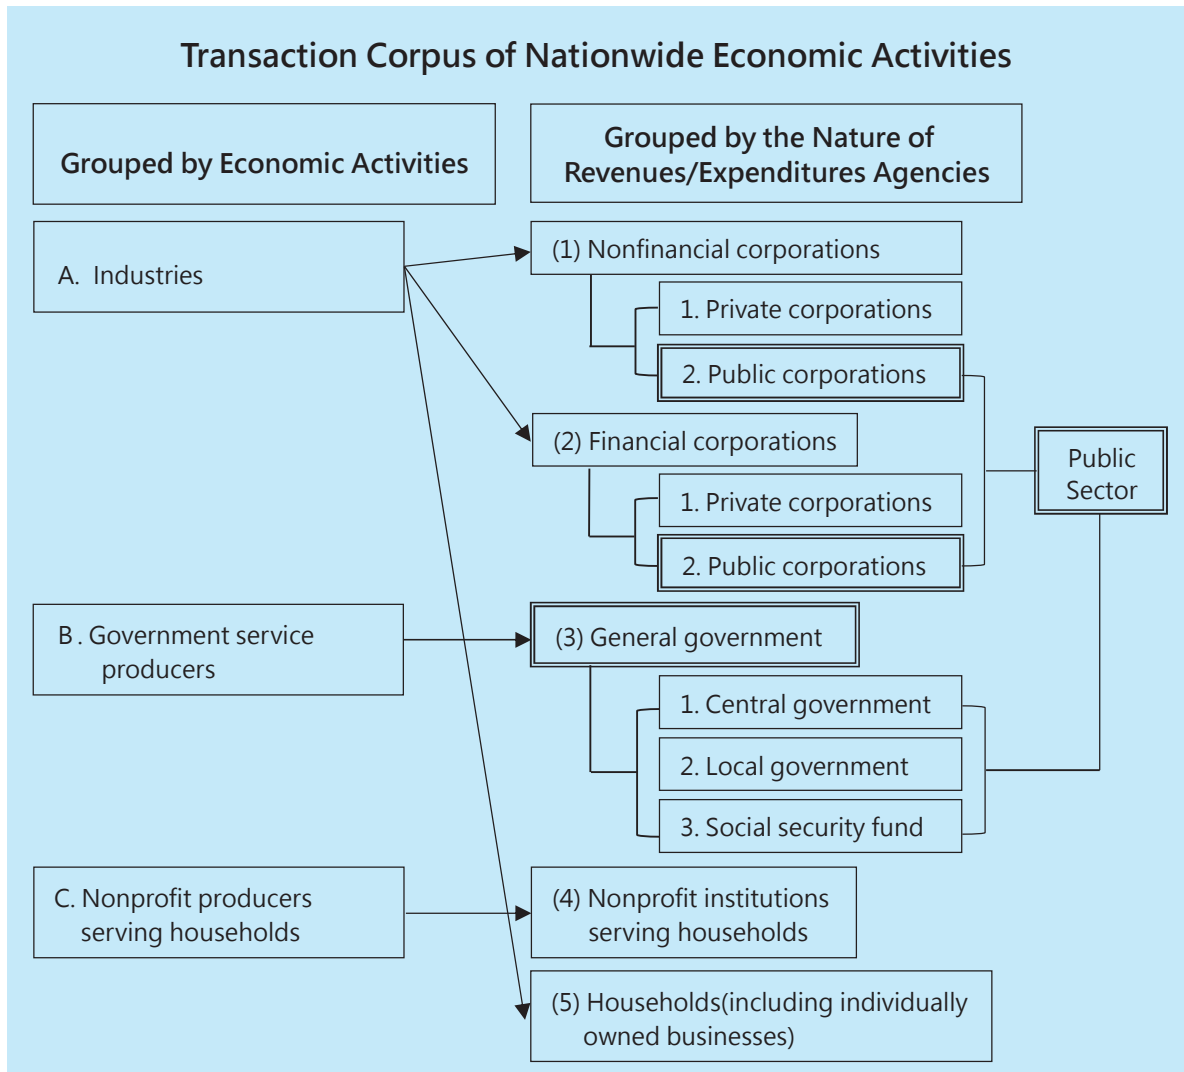 Transaction Corpus of Nationwide Economic Activities
Grouped by Economic Activities
Grouped by the Nature of
Revenues/Expenditures Agencies
A. Industries
(1) Nonfinancial corporations
1. Private corporations
2. Public corporations
(2) Financial corporations
1. Private corporations
2. Public corporations
Public
Sector
B. Government service
producers
(3) General government
1. Central government
2. Local government
3. Social security fund
C. Nonprofit producers
serving households
(4) Nonprofit institutions
serving households
(5) Households(including individually
owned businesses)